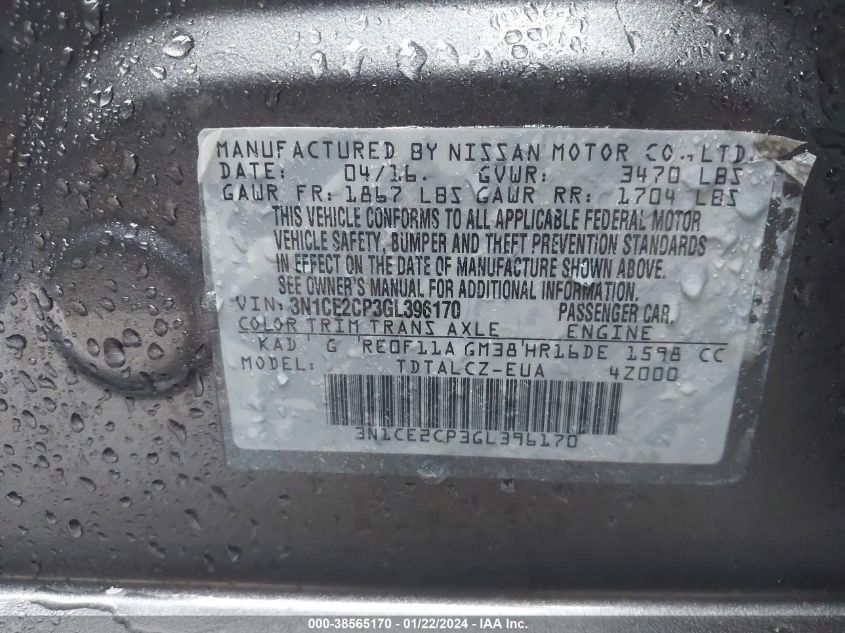 MANUFACTURED BY NISSAN MOTOR CO., LTD.
DATE: 04/16. GVWR: 3470 LBS
GAWR FR: 1867 LBS GAWR RR: 1704 LBS
THIS VEHICLE CONFORMS TO ALL APPLICABLE FEDERAL MOTOR
VEHICLE SAFETY, BUMPER AND THEFT PREVENTION STANDARDS
IN EFFECT ON THE DATE OF MANUFACTURE SHOWN ABOVE.
SEE OWNER'S MANUAL FOR ADDITIONAL INFORMATION.
VIN: 3N1CE2CP3GL396170 PASSENGER CAR.
COLOR TRIM TRANS AXLE ENGINE
KAD G RE0F11A GM38 HR16DE 1598 CC
MODEL: TDTALCZ-EUA 4Z000
3N1CE2CP3GL396170
000-38565170 - 01/22/2024 - IAA Inc.